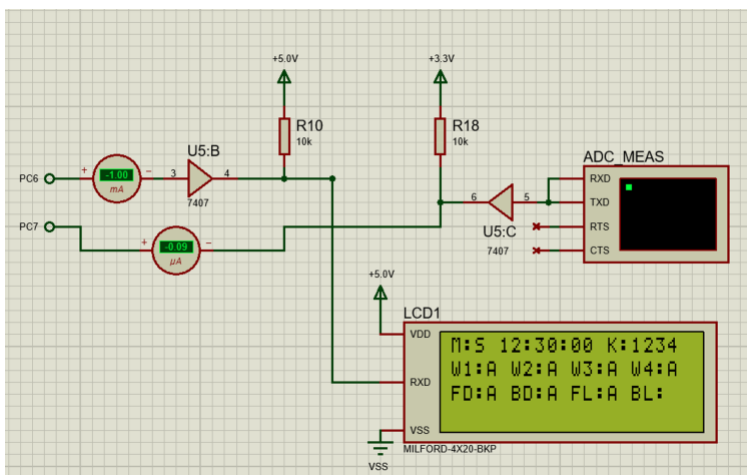 +5.0V
+3.3V
R10
10k
R18
10k
U5:B
ADC_MEAS
PC6
+
-1.00
mA
−
3
4
7407
6
5
RXD
TXD
RTS
CTS
U5:C
7407
PC7
+
-0.09
µA
−
+5.0V
LCD1
VDD
RXD
VSS
M:S 12:30:00 K:1234
W1:A W2:A W3:A W4:A
FD:A BD:A FL:A BL:
MILFORD-4X20-BKP
VSS